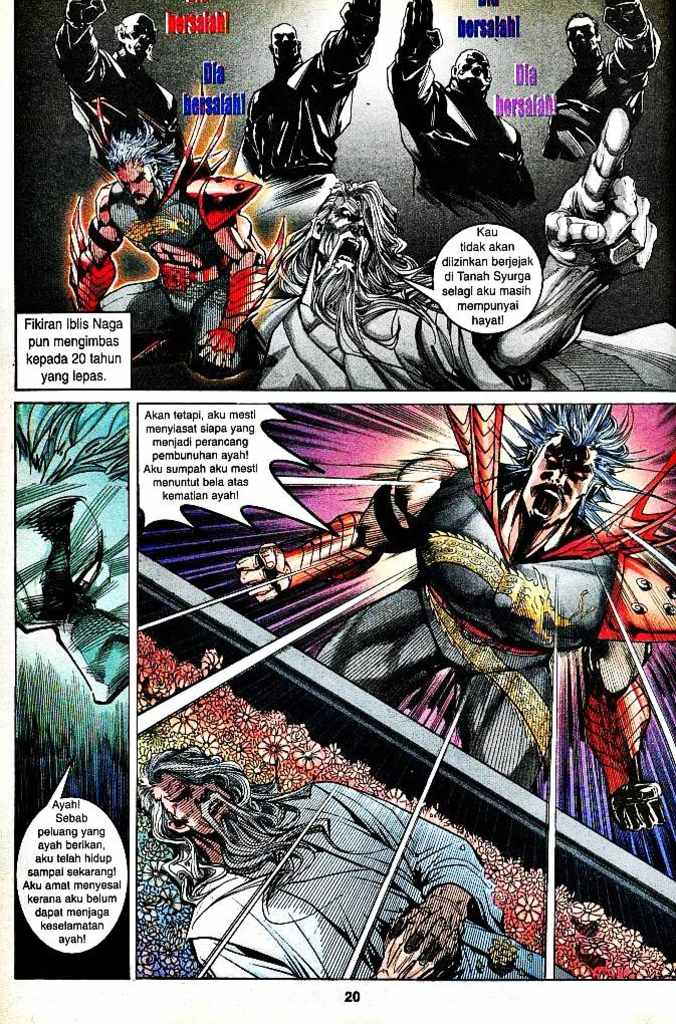 Dia
bersalah!
Dia
bersalah!
Dia
bersalah!
Dia
bersalah!
Kau
tidak akan
diizinkan berjejak
di Tanah Syurga
selagi aku masih
mempunyai
hayat!
Fikiran Iblis Naga
pun mengimbas
kepada 20 tahun
yang lepas.
Akan tetapi, aku mesti
menyiasat siapa yang
menjadi perancang
pembunuhan ayah!
Aku sumpah aku mesti
menuntut bela atas
kematian ayah!
Ayah!
Sebab
peluang yang
ayah berikan,
aku telah hidup
sampai sekarang!
Aku amat menyesal
kerana aku belum
dapat menjaga
keselamatan
ayah!
20